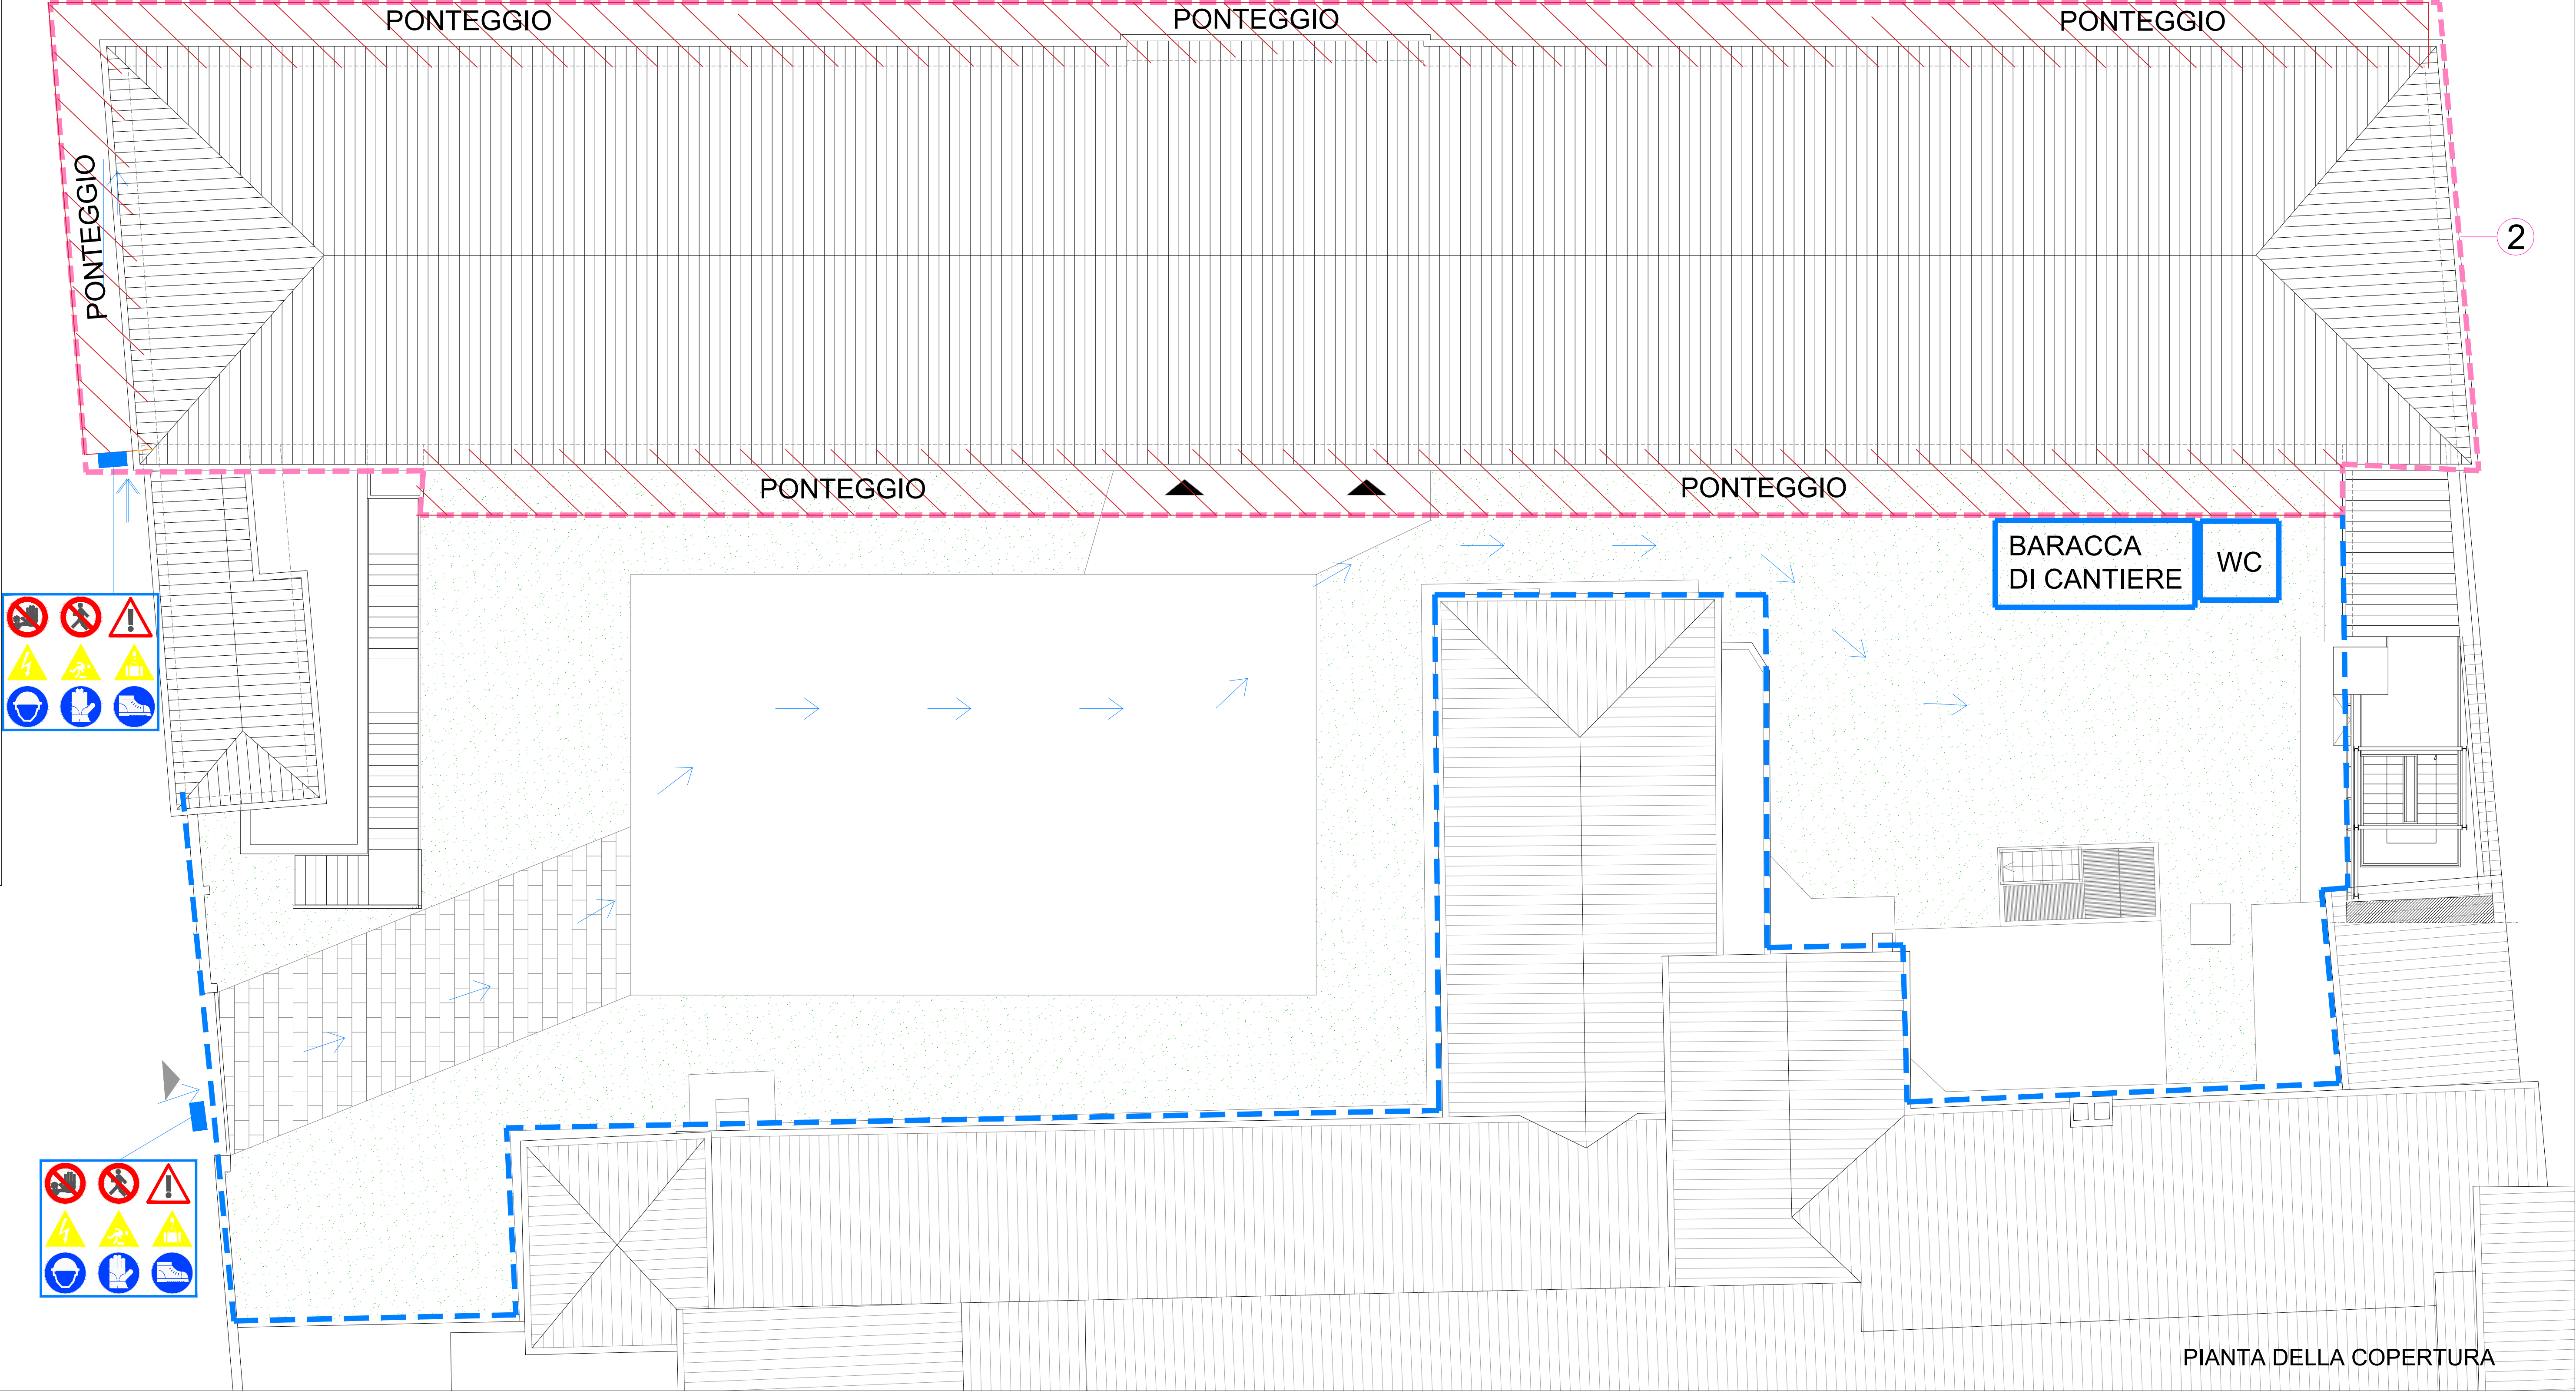 PONTEGGIO
PONTEGGIO
PONTEGGIO
PONTEGGIO
2
PONTEGGIO
PONTEGGIO
BARACCA
DI CANTIERE
WC
PIANTA DELLA COPERTURA